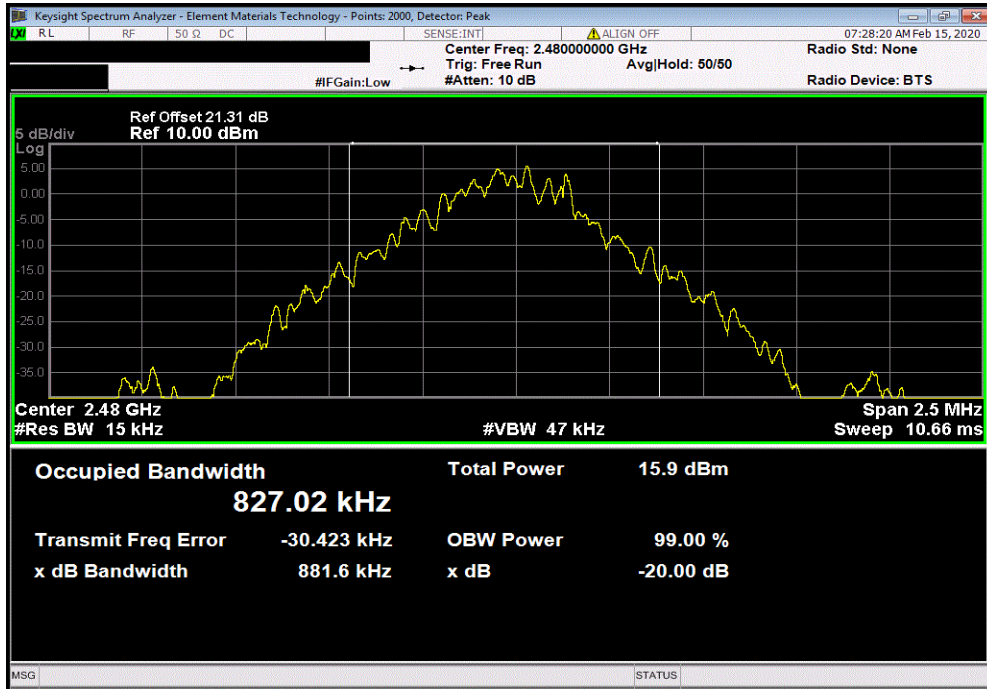 Keysight Spectrum Analyzer - Element Materials Technology - Points: 2000, Detector: Peak
LXI RL RF 50 Ω DC SENSE:INT ALIGN OFF 07:28:20 AM Feb 15, 2020
Center Freq: 2.480000000 GHz Radio Std: None
Trig: Free Run Avg|Hold: 50/50
#IFGain:Low #Atten: 10 dB Radio Device: BTS
Ref Offset 21.31 dB
5 dB/div Ref 10.00 dBm
Log
5.00
0.00
-5.00
-10.0
-15.0
-20.0
-25.0
-30.0
-35.0
Center 2.48 GHz Span 2.5 MHz
#Res BW 15 kHz #VBW 47 kHz Sweep 10.66 ms
Occupied Bandwidth Total Power 15.9 dBm
827.02 kHz
Transmit Freq Error -30.423 kHz OBW Power 99.00 %
x dB Bandwidth 881.6 kHz x dB -20.00 dB
MSG STATUS